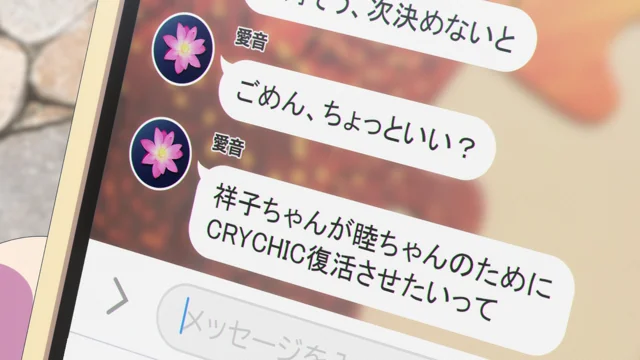 う、次決めないと
愛音
ごめん、ちょっといい？
愛音
祥子ちゃんが睦ちゃんのために
CRYCHIC復活させたいって
メッセージを入